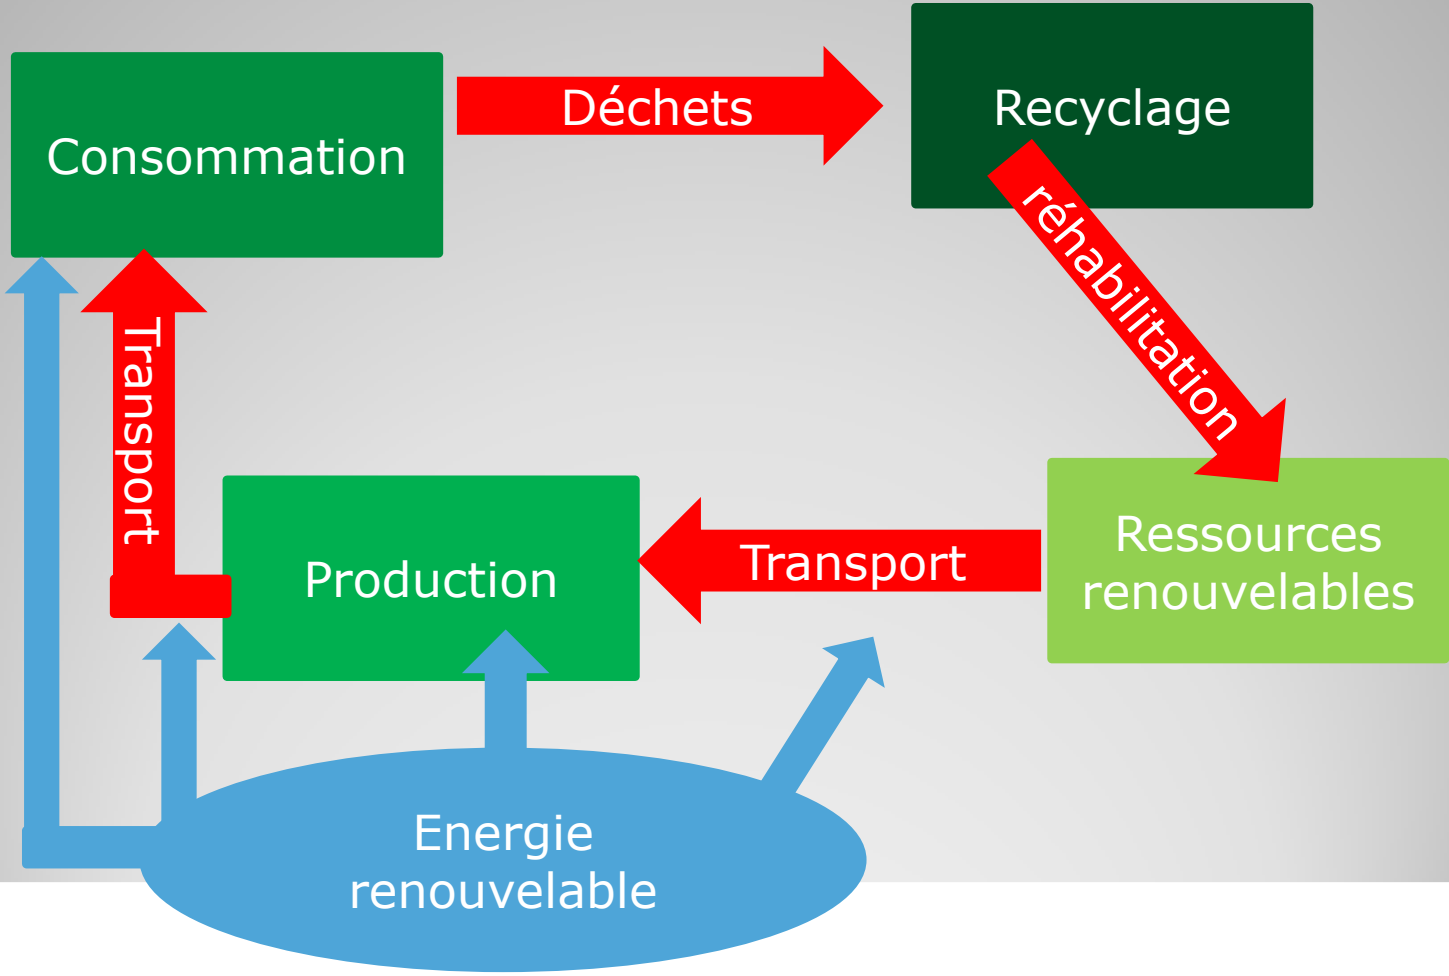 Consommation
Déchets
Recyclage
réhabilitation
Transport
Production
Transport
Ressources
renouvelables
Energie
renouvelable